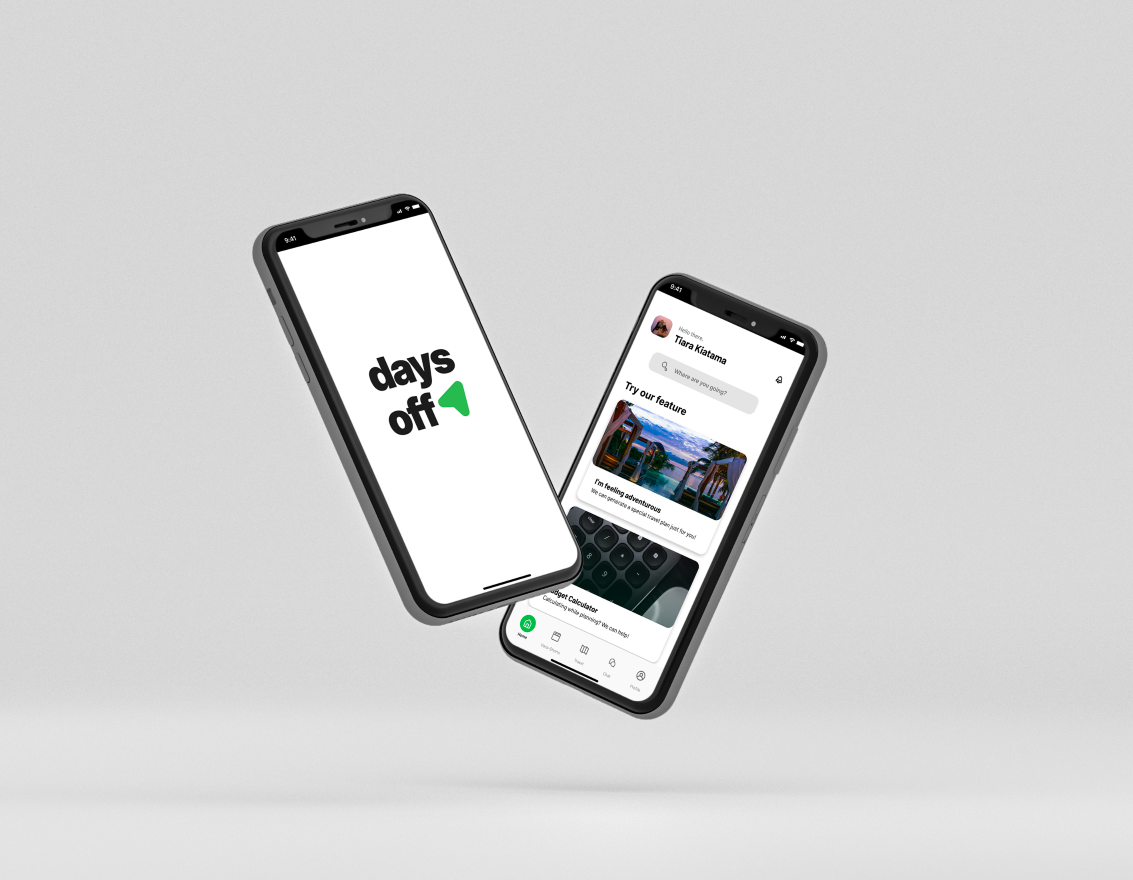 9:41
days
off
9:41
Hello there,
Tiara Kiatama
Where are you going?
Try our feature
I'm feeling adventurous
We can generate a special travel plan just for you!
Calculator
Calculating while planning? We can help!
Home
Travel
Chat
Profile